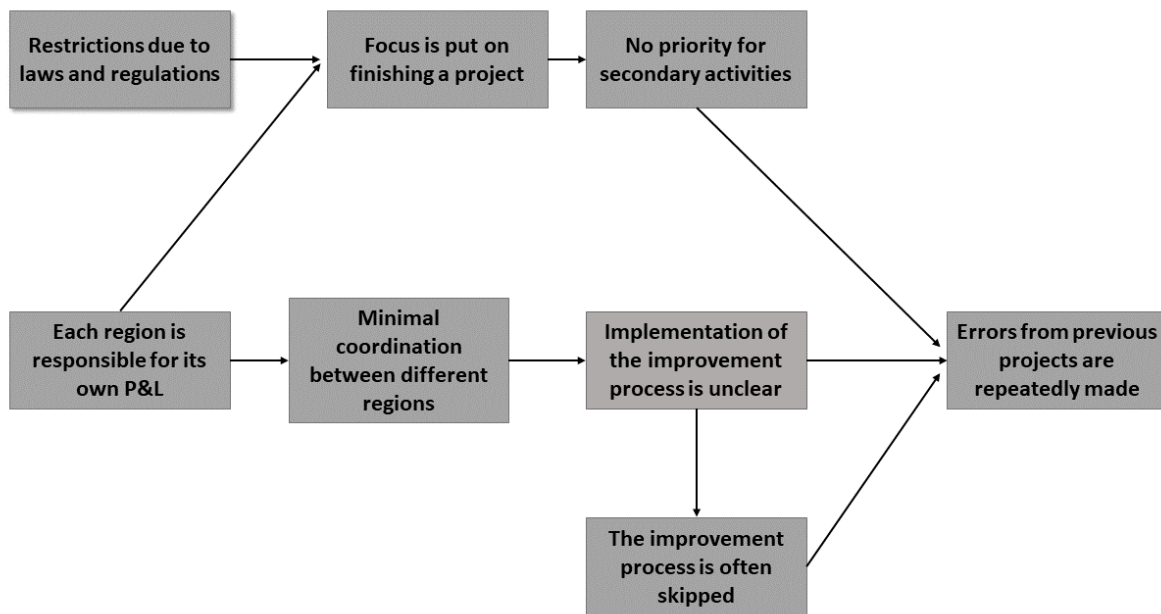 Restrictions due to
laws and regulations
Focus is put on
finishing a project
No priority for
secondary activities
Each region is
responsible for its
own P&L
Minimal
coordination
between different
regions
Implementation of
the improvement
process is unclear
Errors from previous
projects are
repeatedly made
The improvement
process is often
skipped